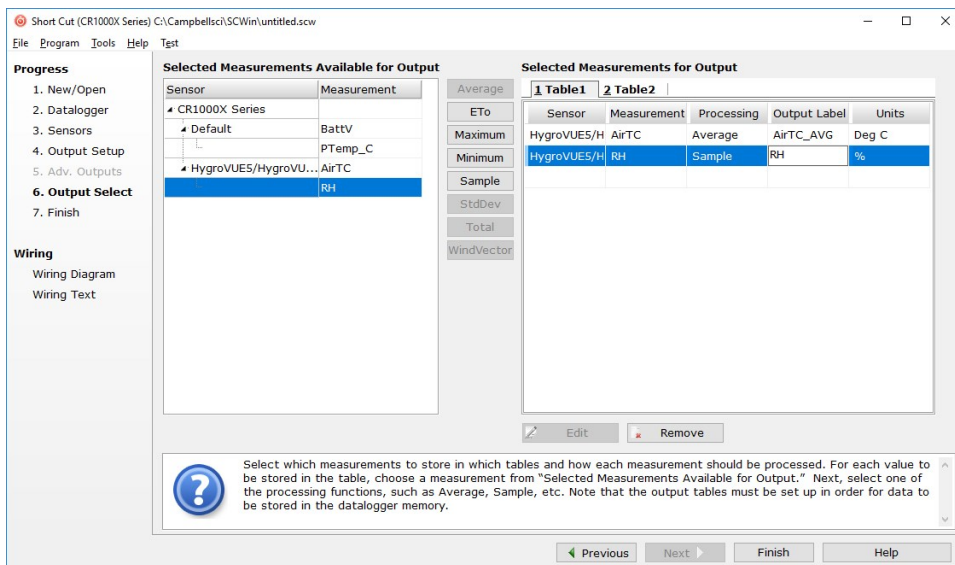 Short Cut (CR1000X Series) C:\Campbellsci\SCWin\untitled.scw
File Program Tools Help Test
Progress
1. New/Open
2. Datalogger
3. Sensors
4. Output Setup
5. Adv. Outputs
6. Output Select
7. Finish
Wiring
Wiring Diagram
Wiring Text
Selected Measurements Available for Output
Sensor Measurement
CR1000X Series
Default BattV
PTemp_C
HygroVUE5/HygroVU... AirTC
RH
Average
ETo
Maximum
Minimum
Sample
StdDev
Total
WindVector
Selected Measurements for Output
1 Table1 2 Table2
Sensor Measurement Processing Output Label Units
HygroVUE5/H AirTC Average AirTC_AVG Deg C
HygroVUE5/H RH Sample RH %
Edit Remove
Select which measurements to store in which tables and how each measurement should be processed. For each value to
be stored in the table, choose a measurement from "Selected Measurements Available for Output." Next, select one of
the processing functions, such as Average, Sample, etc. Note that the output tables must be set up in order for data to
be stored in the datalogger memory.
Previous Next Finish Help